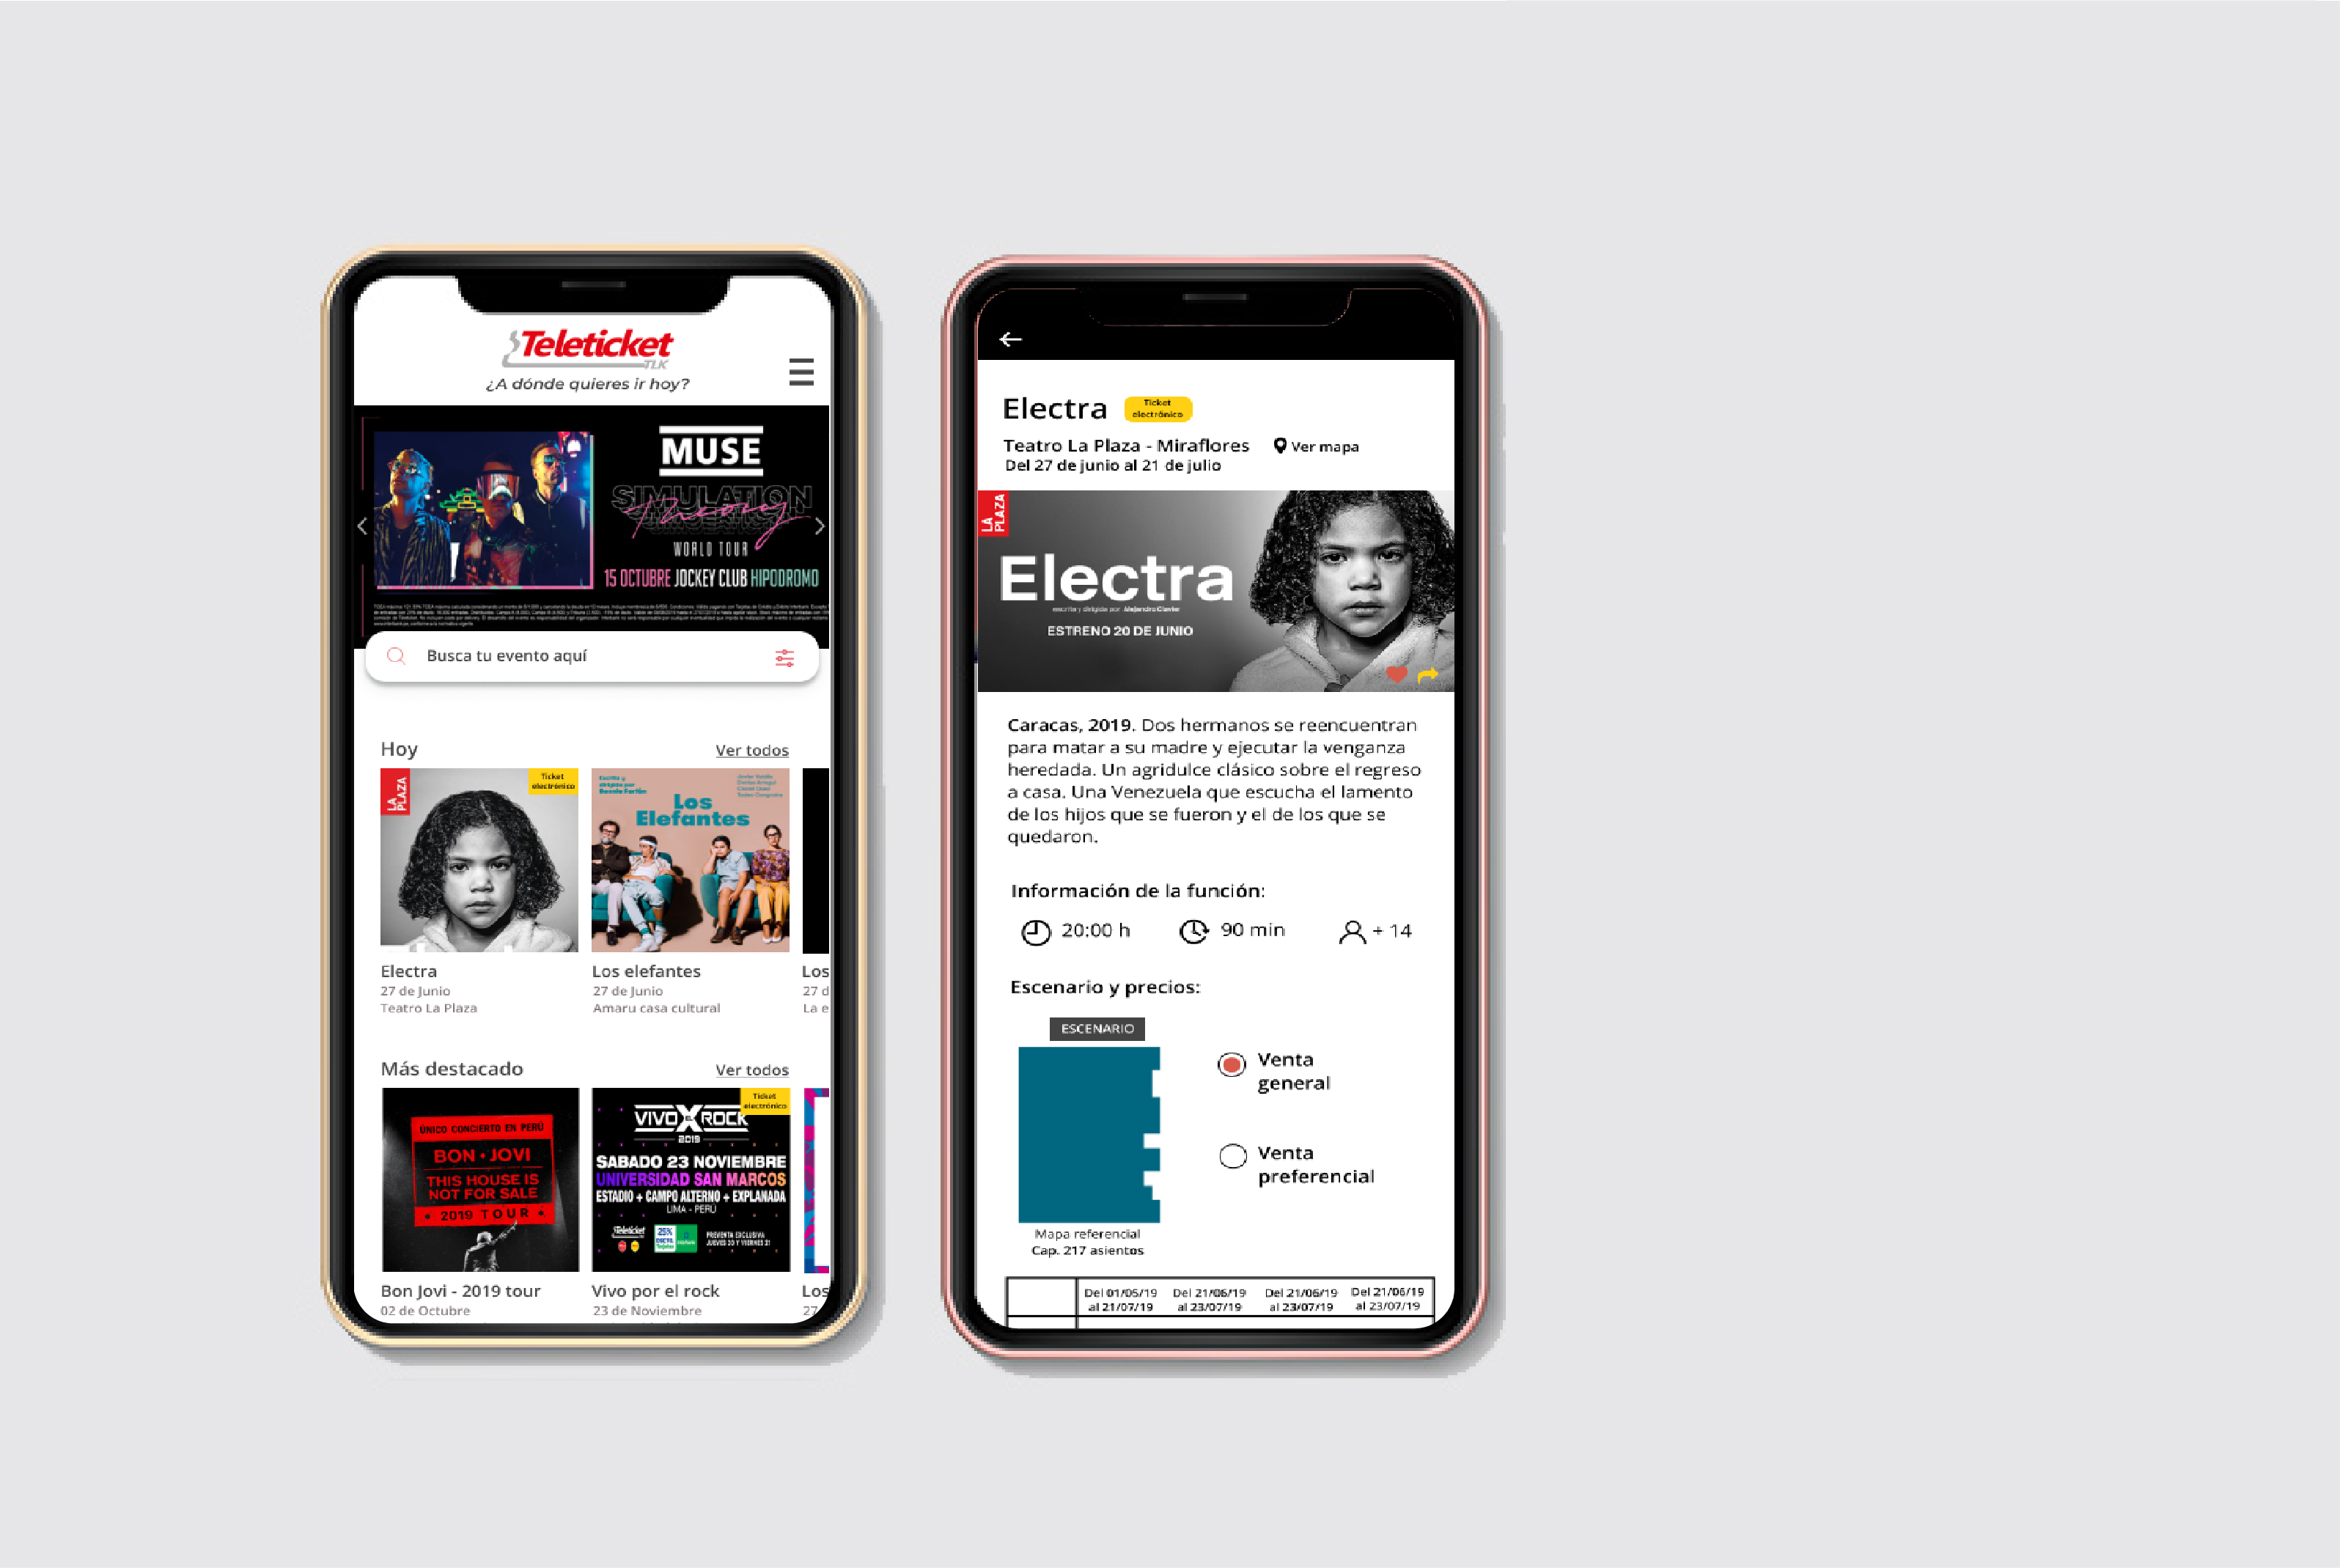 Teleticket
TLK
¿A dónde quieres ir hoy?
MUSE
SIMULATION
Theory
WORLD TOUR
15 OCTUBRE JOCKEY CLUB HIPODROMO
Busca tu evento aquí
Hoy
Ver todos
LA
PLAZA
Ticket
electrónico
Los
Elefantes
Electra
27 de Junio
Teatro La Plaza
Los elefantes
27 de Junio
Amaru casa cultural
Los
27 d
La e
Más destacado
Ver todos
ÚNICO CONCIERTO EN PERÚ
BON • JOVI
THIS HOUSE IS
NOT FOR SALE
• 2019 TOUR •
Ticket
electrónico
VIVO X EL ROCK
2019
SABADO 23 NOVIEMBRE
UNIVERSIDAD SAN MARCOS
ESTADIO + CAMPO ALTERNO + EXPLANADA
LIMA - PERÚ
Teleticket
25%
PREVENTA EXCLUSIVA
Bon Jovi - 2019 tour
02 de Octubre
Vivo por el rock
23 de Noviembre
Los
27
Electra
Ticket
electrónico
Teatro La Plaza - Miraflores
Ver mapa
Del 27 de junio al 21 de julio
LA
PLAZA
Electra
escrita y dirigida por Alejandro Clavier
ESTRENO 20 DE JUNIO
Caracas, 2019. Dos hermanos se reencuentran
para matar a su madre y ejecutar la venganza
heredada. Un agridulce clásico sobre el regreso
a casa. Una Venezuela que escucha el lamento
de los hijos que se fueron y el de los que se
quedaron.
Información de la función:
20:00 h
90 min
+ 14
Escenario y precios:
ESCENARIO
Venta
general
Venta
preferencial
Mapa referencial
Cap. 217 asientos
Del 01/05/19
al 21/07/19
Del 21/06/19
al 23/07/19
Del 21/06/19
al 23/07/19
Del 21/06/19
al 23/07/19